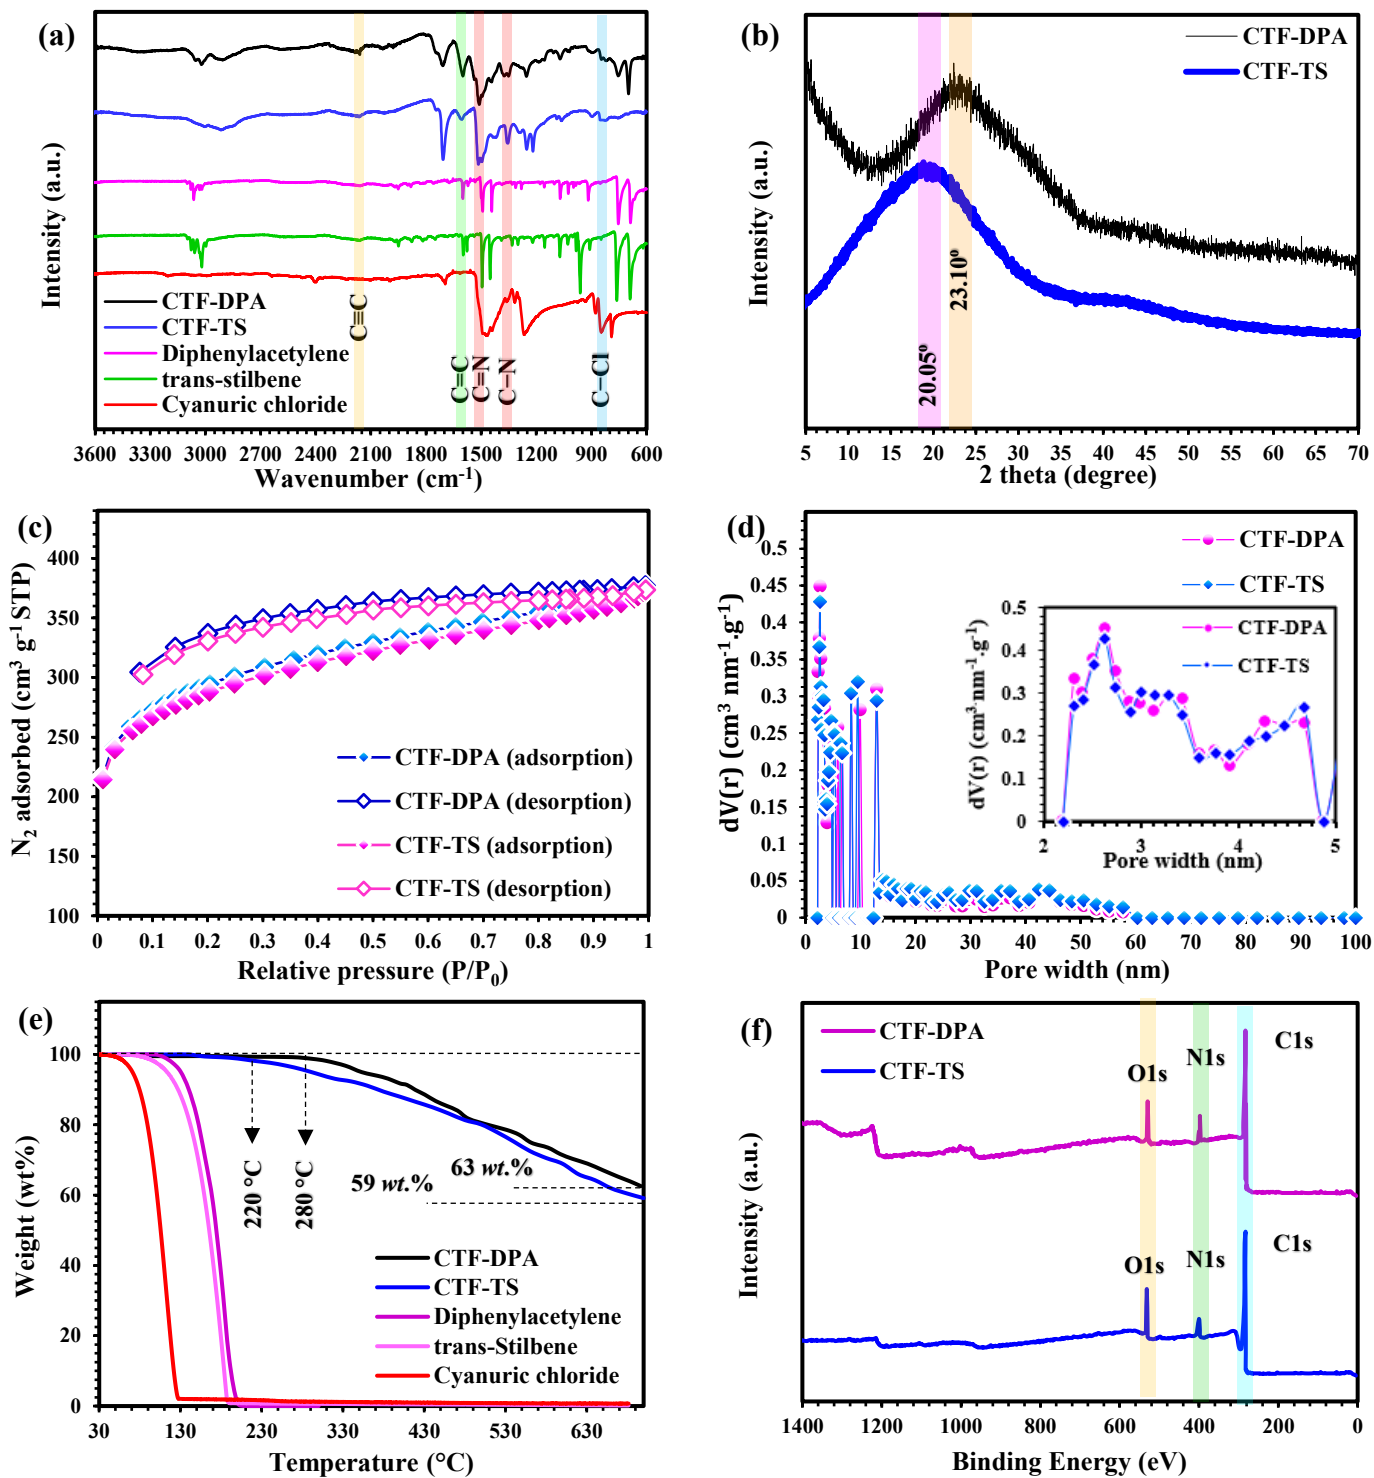 (a)
Intensity (a.u.)
CTF-DPA
CTF-TS
Diphenylacetylene
trans-stilbene
Cyanuric chloride
C≡C
C=C
C=N
C−N
C−Cl
3600 3300 3000 2700 2400 2100 1800 1500 1200 900 600
Wavenumber (cm⁻¹)
(b)
Intensity (a.u.)
CTF-DPA
CTF-TS
20.05º
23.10º
5 10 15 20 25 30 35 40 45 50 55 60 65 70
2 theta (degree)
(c)
N₂ adsorbed (cm³ g⁻¹ STP)
400
350
300
250
200
150
100
CTF-DPA (adsorption)
CTF-DPA (desorption)
CTF-TS (adsorption)
CTF-TS (desorption)
0 0.1 0.2 0.3 0.4 0.5 0.6 0.7 0.8 0.9 1
Relative pressure (P/P₀)
(d)
dV(r) (cm³ nm⁻¹.g⁻¹)
0.5
0.45
0.4
0.35
0.3
0.25
0.2
0.15
0.1
0.05
0
CTF-DPA
CTF-TS
dV(r) (cm³ nm⁻¹ g⁻¹)
0.5
0.4
0.3
0.2
0.1
0
CTF-DPA
CTF-TS
2 3 4 5
Pore width (nm)
0 10 20 30 40 50 60 70 80 90 100
Pore width (nm)
(e)
Weight (wt%)
100
80
60
40
20
0
220 °C
280 °C
59 wt.%
63 wt.%
CTF-DPA
CTF-TS
Diphenylacetylene
trans-Stilbene
Cyanuric chloride
30 130 230 330 430 530 630
Temperature (°C)
(f)
Intensity (a.u.)
CTF-DPA
CTF-TS
O1s
N1s
C1s
O1s
N1s
C1s
1400 1200 1000 800 600 400 200 0
Binding Energy (eV)